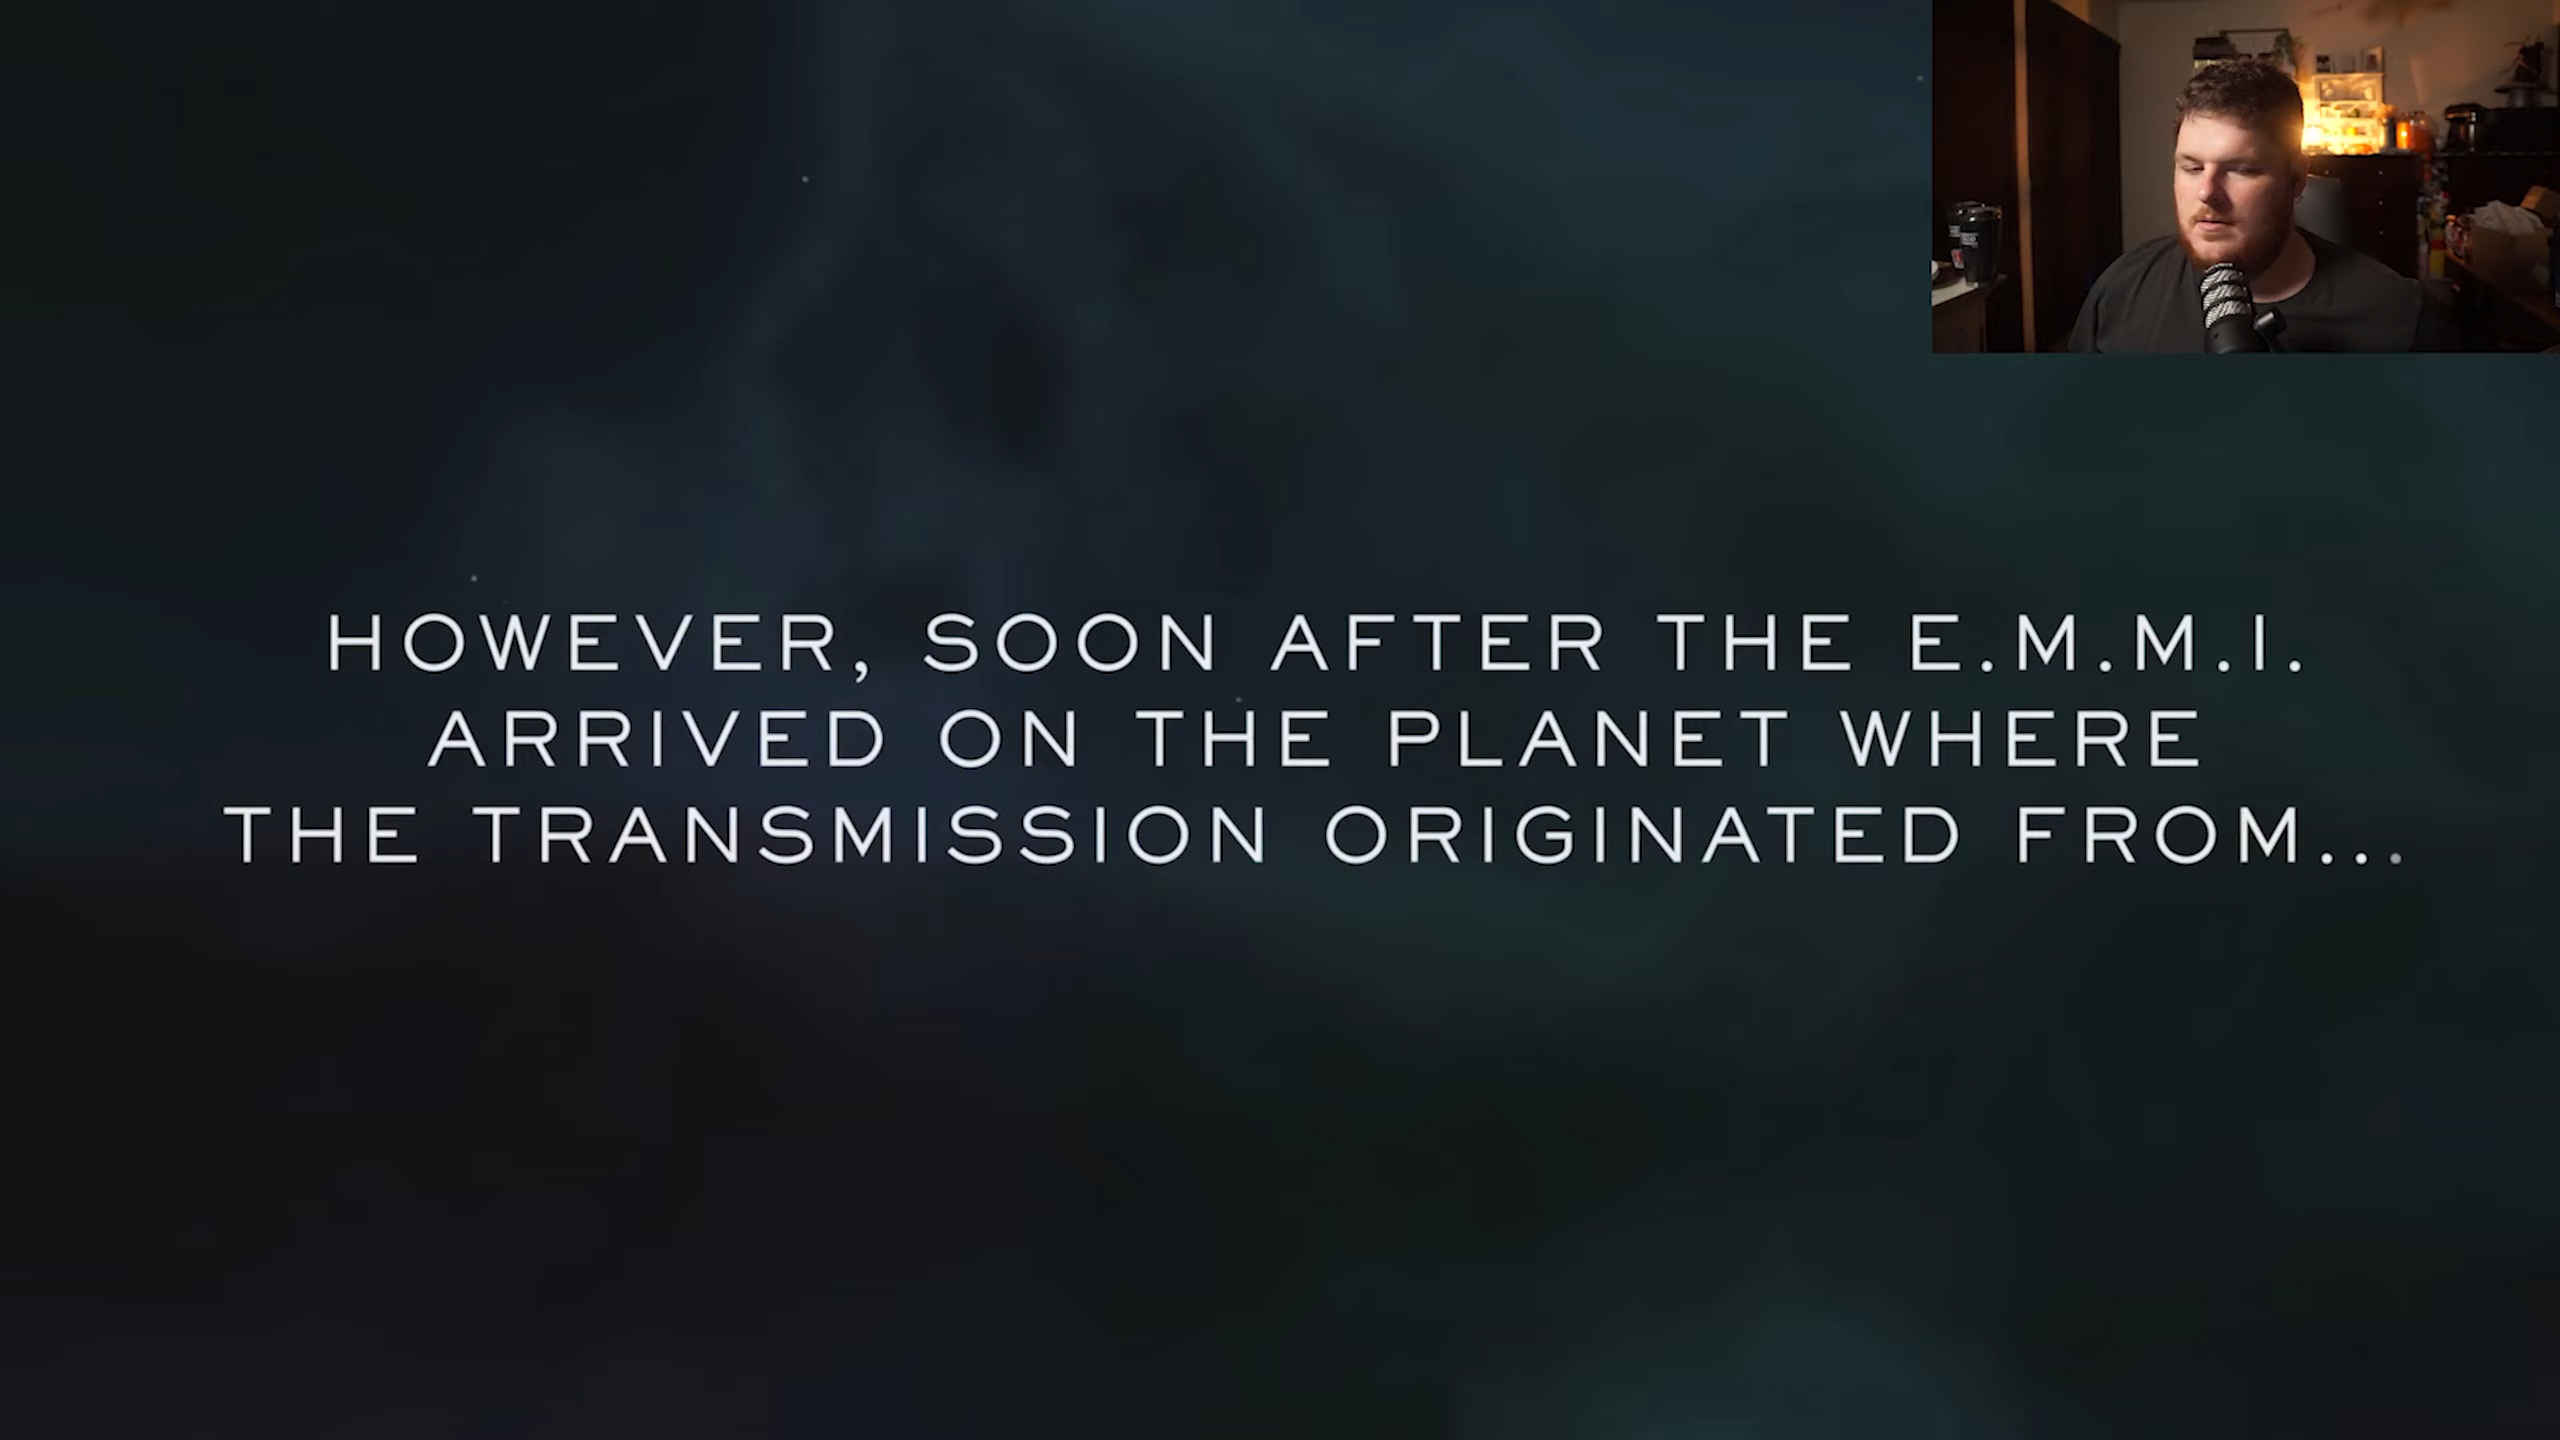 HOWEVER, SOON AFTER THE E.M.M.I.
ARRIVED ON THE PLANET WHERE
THE TRANSMISSION ORIGINATED FROM...